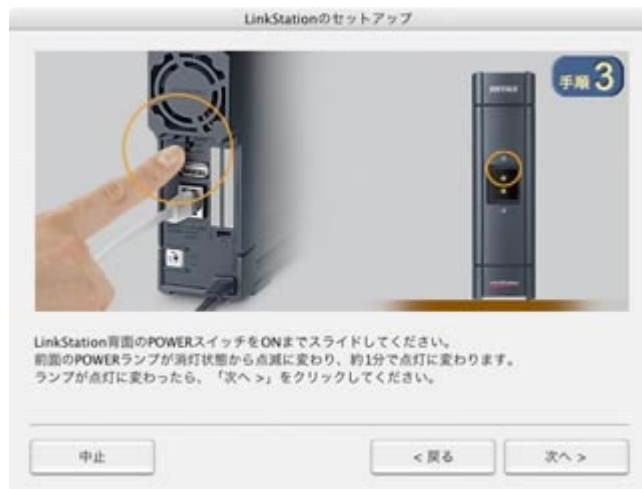 LinkStationのセットアップ
手順 3
BUFFALO
LinkStation背面のPOWERスイッチをONまでスライドしてください。
前面のPOWERランプが消灯状態から点滅に変わり、約1分で点灯に変わります。
ランプが点灯に変わったら、「次へ >」をクリックしてください。
中止
< 戻る
次へ >